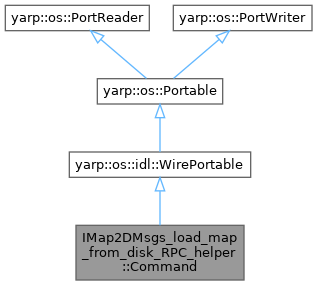 yarp::os::PortReader
yarp::os::PortWriter
yarp::os::Portable
yarp::os::idl::WirePortable
IMap2DMsgs_load_map
_from_disk_RPC_helper
::Command